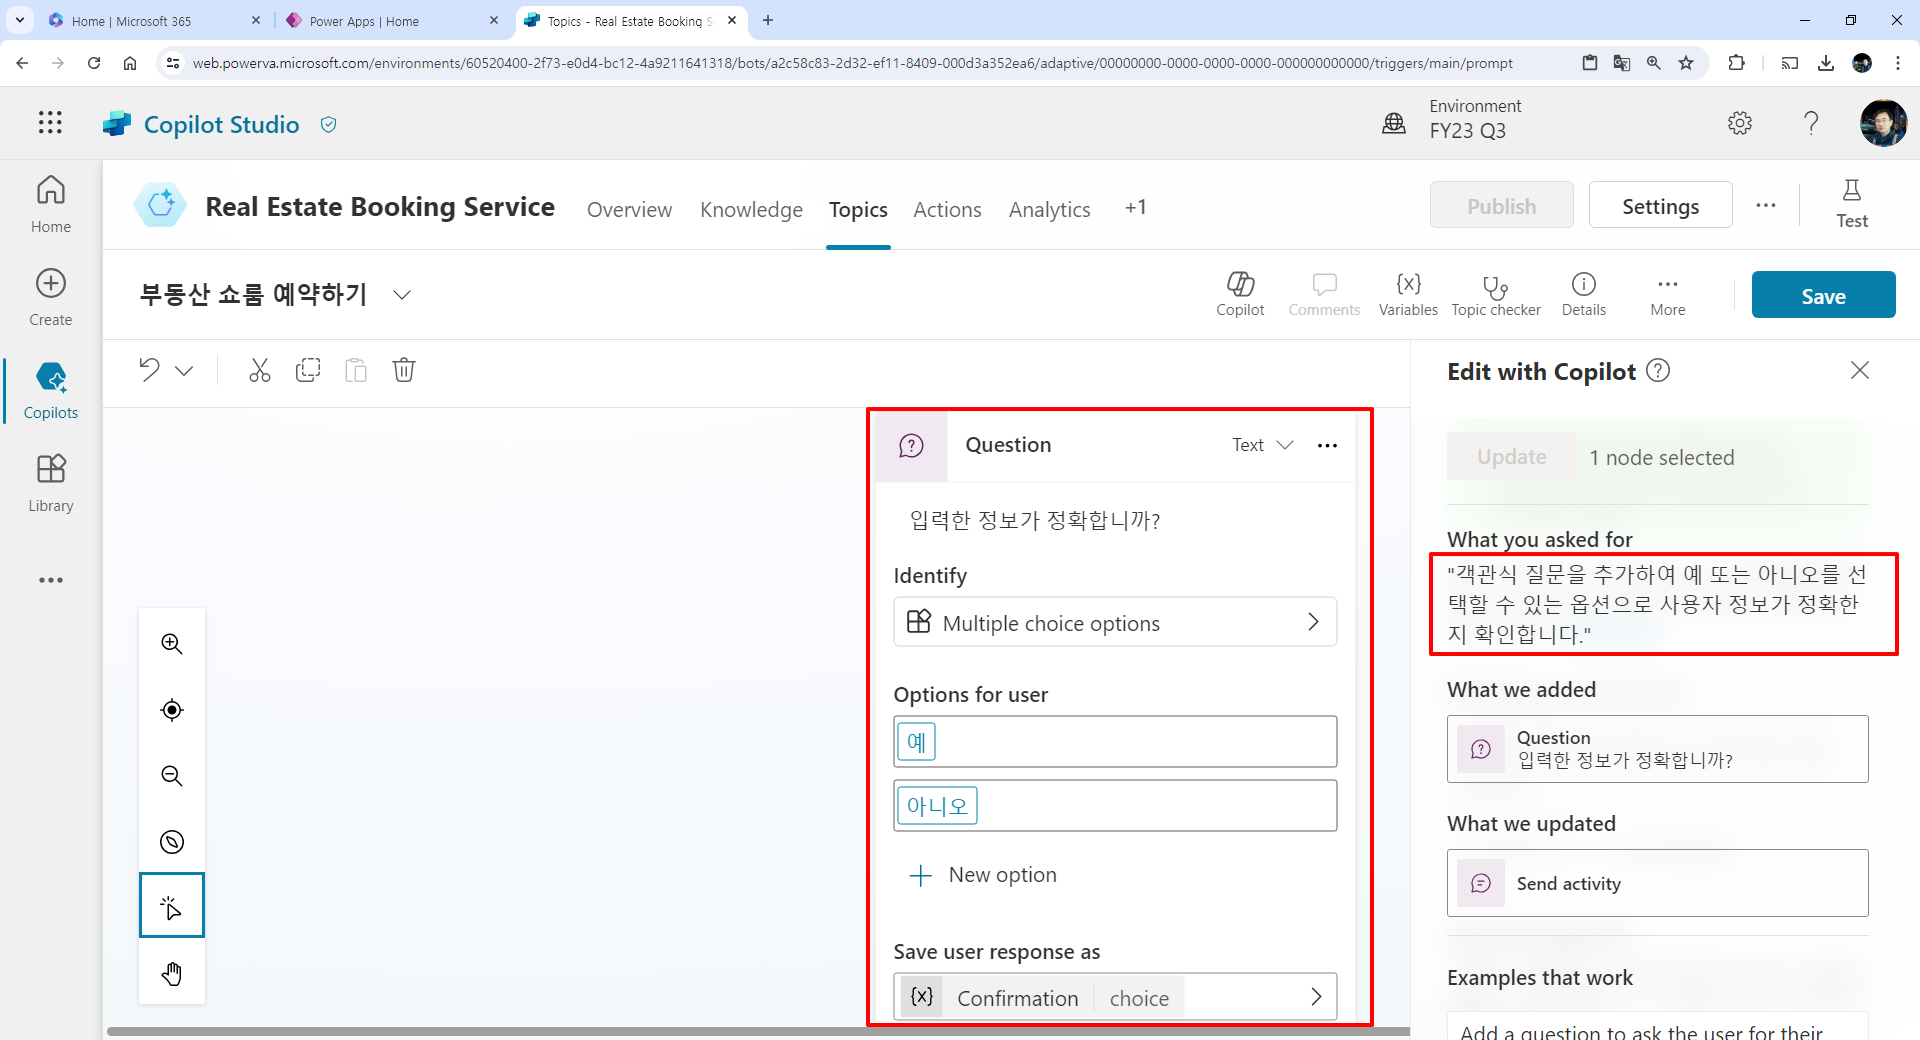 Home | Microsoft 365
Power Apps | Home
Topics - Real Estate Booking S
web.powerva.microsoft.com/environments/60520400-2f73-e0d4-bc12-4a9211641318/bots/a2c58c83-2d32-ef11-8409-000d3a352ea6/adaptive/00000000-0000-0000-0000-000000000000/triggers/main/prompt
Copilot Studio
Environment
FY23 Q3
Home
Create
Copilots
Library
Real Estate Booking Service
Overview
Knowledge
Topics
Actions
Analytics
+1
Publish
Settings
Test
부동산 쇼룸 예약하기
Copilot
Comments
Variables
Topic checker
Details
More
Save
Question
Text
입력한 정보가 정확합니까?
Identify
Multiple choice options
Options for user
예
아니오
New option
Save user response as
{x} Confirmation choice
Edit with Copilot
Update
1 node selected
What you asked for
"객관식 질문을 추가하여 예 또는 아니오를 선
택할 수 있는 옵션으로 사용자 정보가 정확한
지 확인합니다."
What we added
Question
입력한 정보가 정확합니까?
What we updated
Send activity
Examples that work
Add a question to ask the user for their